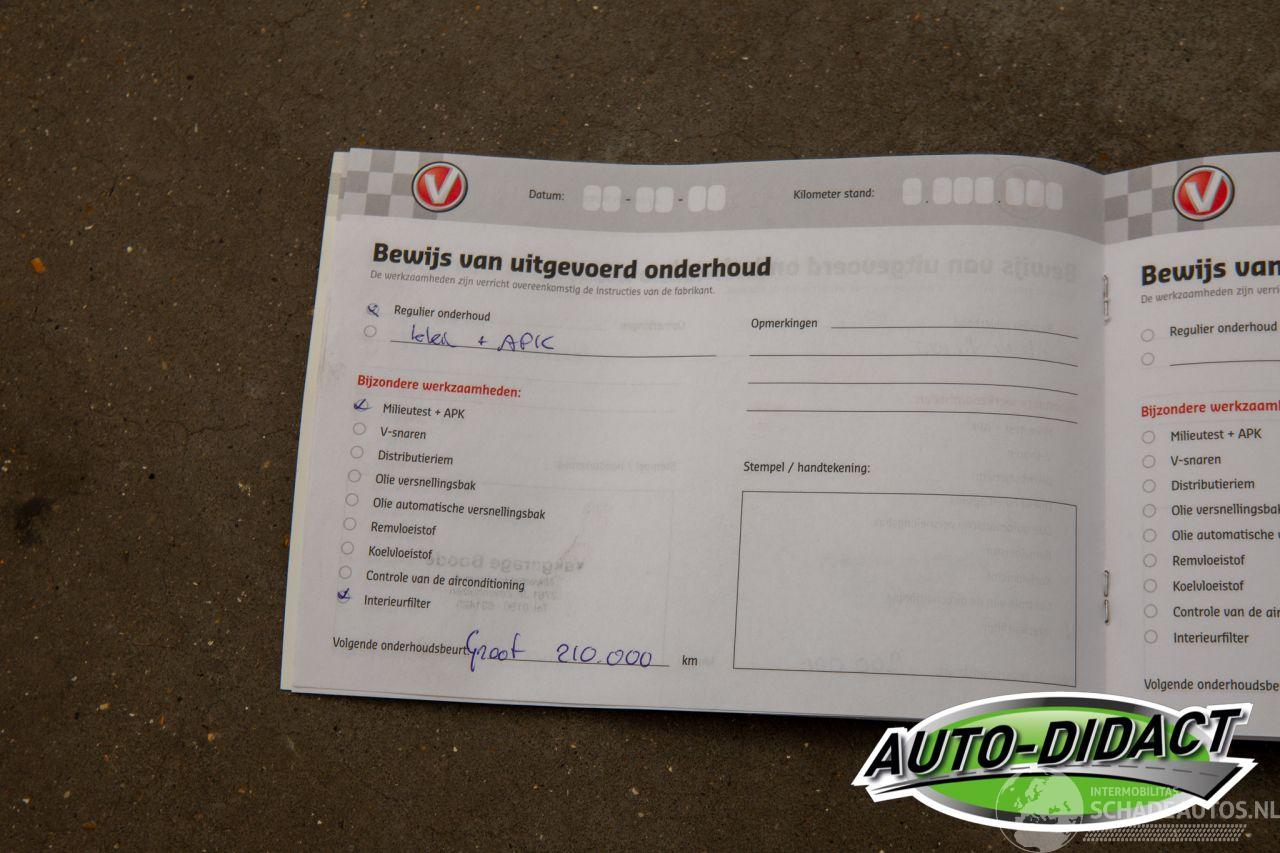 V
Datum: - -
Kilometer stand: . .
Bewijs van uitgevoerd onderhoud
De werkzaamheden zijn verricht overeenkomstig de instructies van de fabrikant.
Regulier onderhoud
+ APK
Opmerkingen
Bijzondere werkzaamheden:
Milieutest + APK
V-snaren
Distributieriem
Olie versnellingsbak
Olie automatische versnellingsbak
Remvloeistof
Koelvloeistof
Controle van de airconditioning
Interieurfilter
Volgende onderhoudsbeurt Groot 210.000 km
Stempel / handtekening:
V
Bewijs van
De werkzaamheden zijn verri
Regulier onderhoud
Bijzondere werkzaam
Milieutest + APK
V-snaren
Distributieriem
Olie versnellingsbak
Olie automatische v
Remvloeistof
Koelvloeistof
Controle van de air
Interieurfilter
Volgende onderhoudsbe
AUTO-DIDACT
INTERMOBILITAS
SCHADEAUTOS.NL